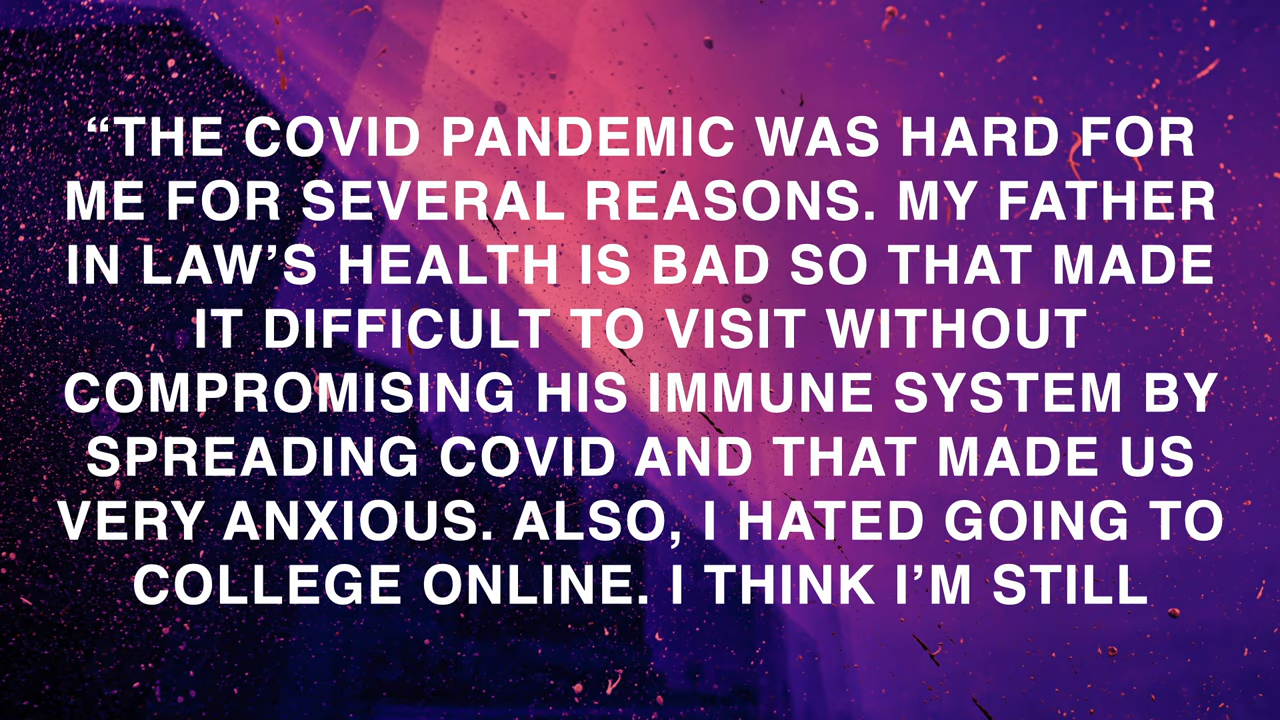 “THE COVID PANDEMIC WAS HARD FOR
ME FOR SEVERAL REASONS. MY FATHER
IN LAW’S HEALTH IS BAD SO THAT MADE
IT DIFFICULT TO VISIT WITHOUT
COMPROMISING HIS IMMUNE SYSTEM BY
SPREADING COVID AND THAT MADE US
VERY ANXIOUS. ALSO, I HATED GOING TO
COLLEGE ONLINE. I THINK I’M STILL